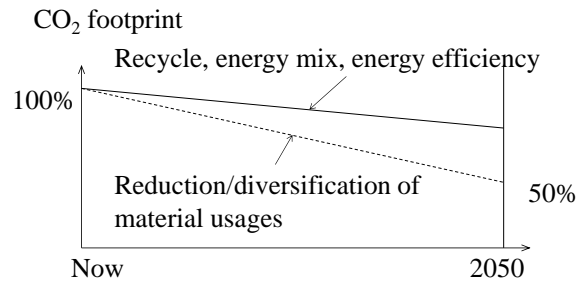 CO₂ footprint
Recycle, energy mix, energy efficiency
100%
Reduction/diversification of
material usages
50%
Now
2050